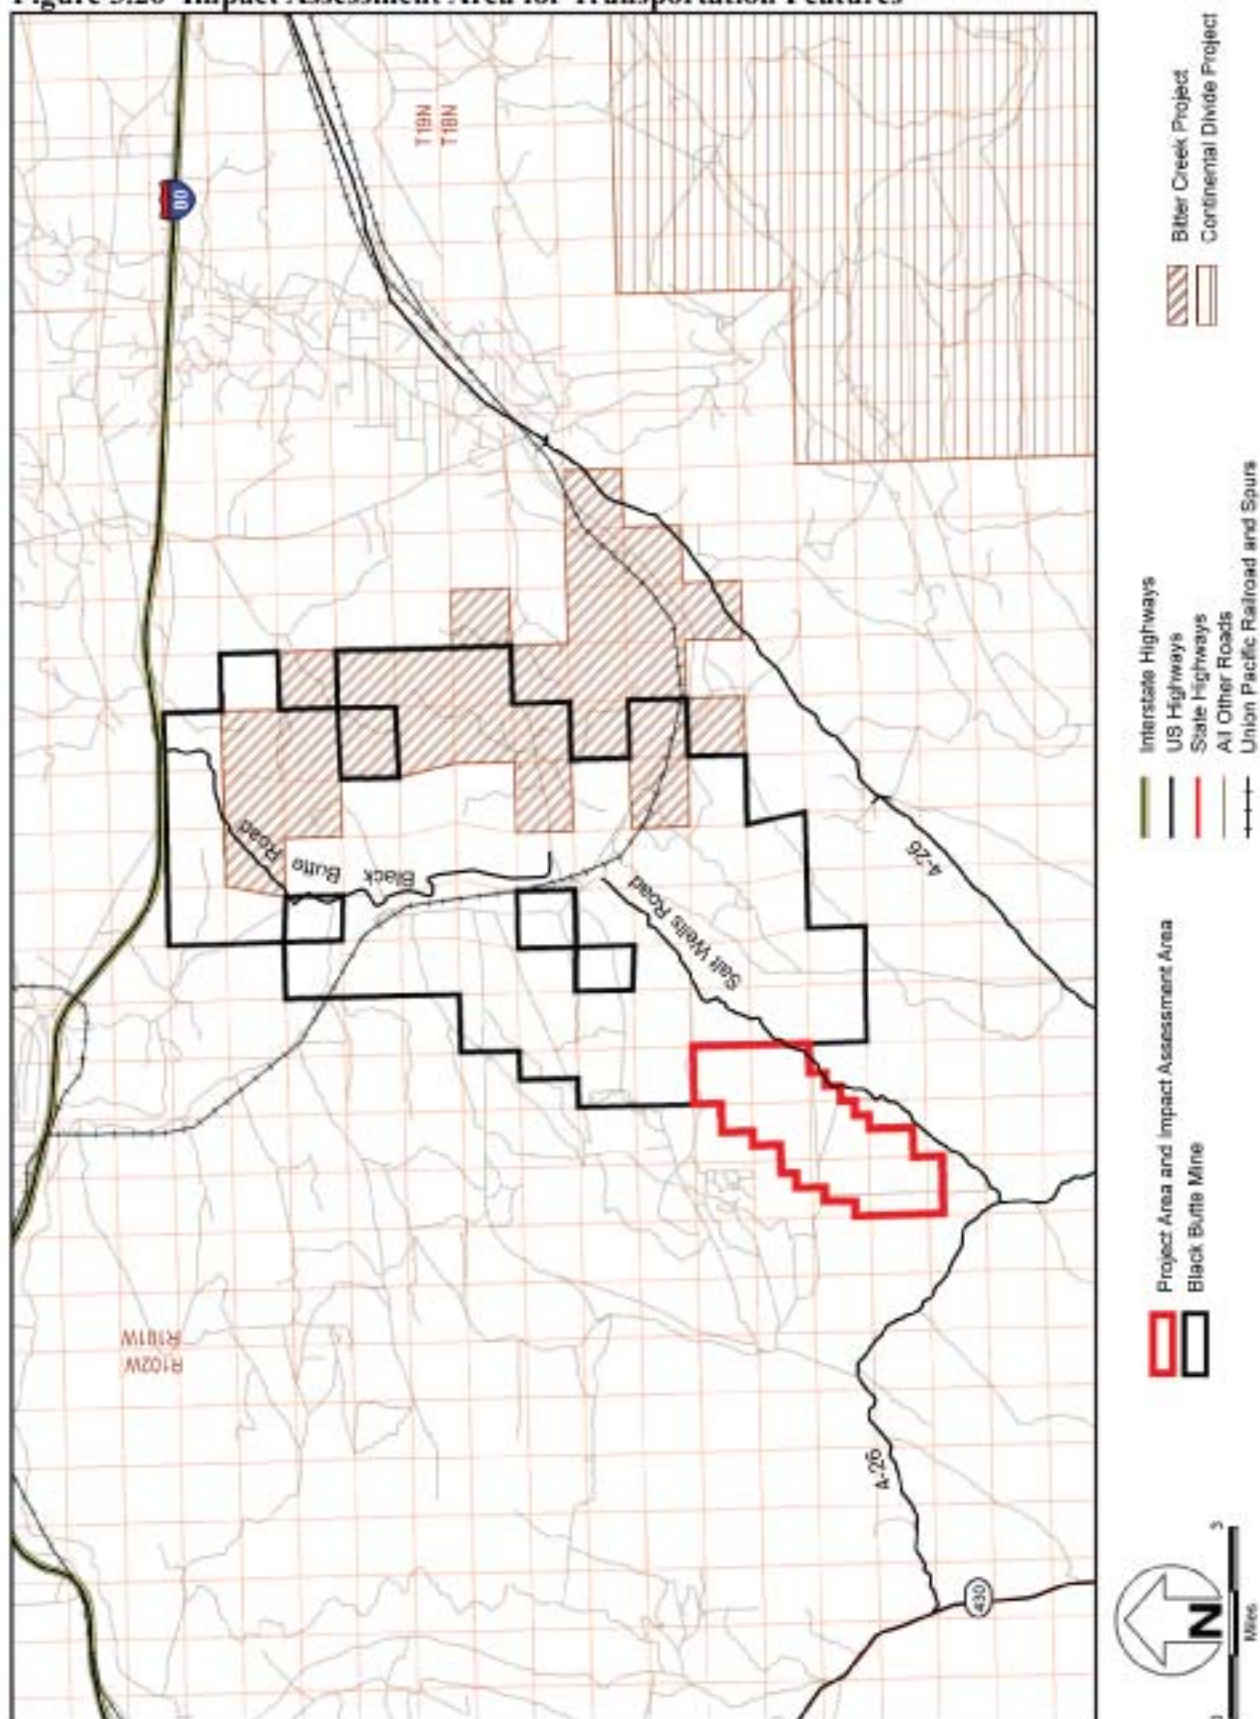 Figure 3.20 Impact Assessment Area for Transportation Features
80
T19N
T18N
Black Butte Road
Salt Wells Road
4-26
R101W
R102W
A-26
430
Bitter Creek Project
Continental Divide Project
Interstate Highways
US Highways
State Highways
All Other Roads
Union Pacific Railroad and Spurs
Project Area and Impact Assessment Area
Black Butte Mine
N
3
Miles